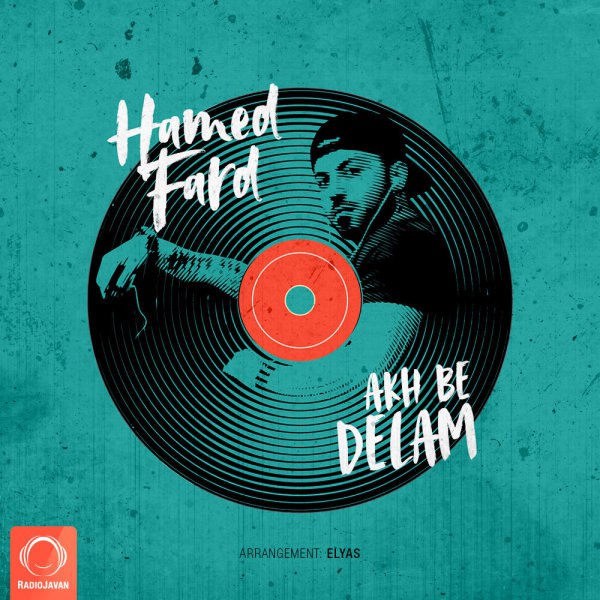 Hamed
Fard
AKH BE
DELAM
ARRANGEMENT: ELYAS
RADIOJAVAN